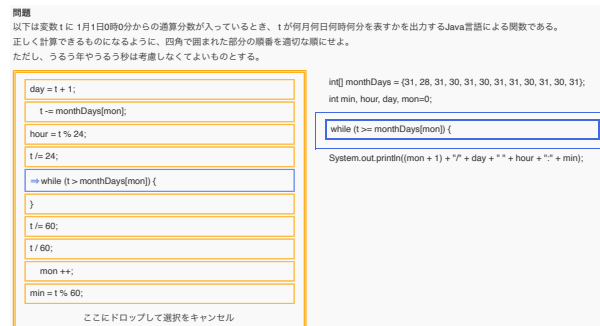 問題
以下は変数 t に 1月1日0時0分からの通算分数が入っているとき、 t が何月何日何時何分を表すかを出力するJava言語による関数である。
正しく計算できるものになるように、四角で囲まれた部分の順番を適切な順にせよ。
ただし、うるう年やうるう秒は考慮しなくてよいものとする。
day = t + 1;
t -= monthDays[mon];
hour = t % 24;
t /= 24;
⇒ while (t > monthDays[mon]) {
}
t /= 60;
t / 60;
mon ++;
min = t % 60;
ここにドロップして選択をキャンセル
int[] monthDays = {31, 28, 31, 30, 31, 30, 31, 31, 30, 31, 30, 31};
int min, hour, day, mon=0;
while (t >= monthDays[mon]) {
System.out.println((mon + 1) + "/" + day + " " + hour + ":" + min);